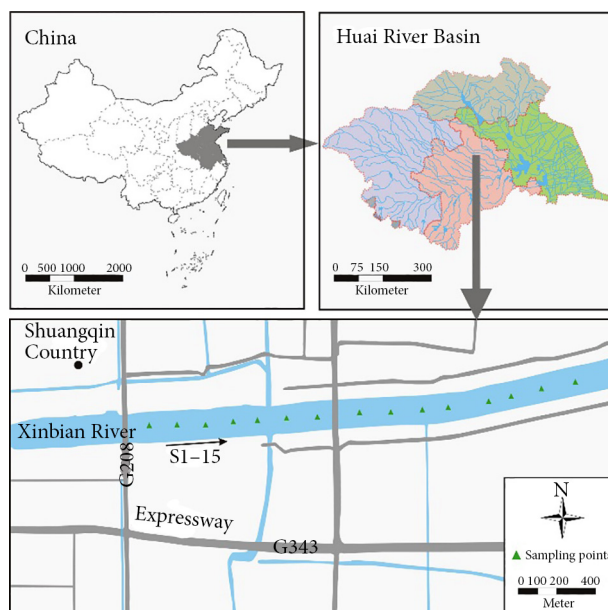 China
0 500 1000 2000
Kilometer
Huai River Basin
0 75 150 300
Kilometer
Shuangqin
Country
Xinbian River
S1–15
G208
Expressway
G343
N
Sampling points
0 100 200 400
Meter